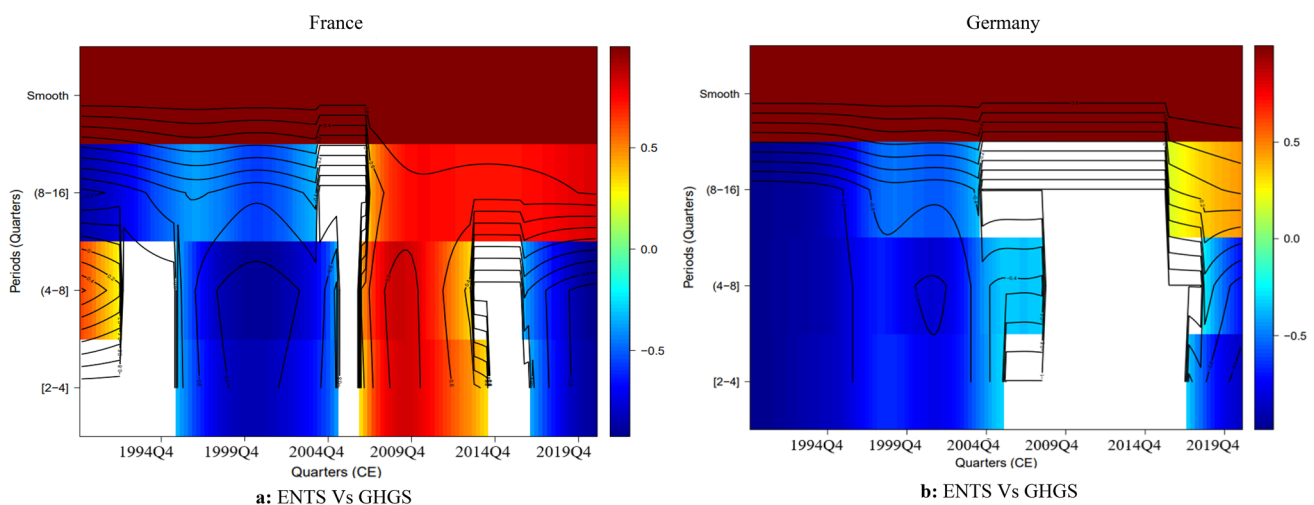 France
Smooth
(8−16]
(4−8]
[2−4]
Periods (Quarters)
1994Q4 1999Q4 2004Q4 2009Q4 2014Q4 2019Q4
Quarters (CE)
0.5
0.0
−0.5
a: ENTS Vs GHGS
Germany
Smooth
(8−16]
(4−8]
[2−4]
Periods (Quarters)
1994Q4 1999Q4 2004Q4 2009Q4 2014Q4 2019Q4
Quarters (CE)
0.5
0.0
−0.5
b: ENTS Vs GHGS